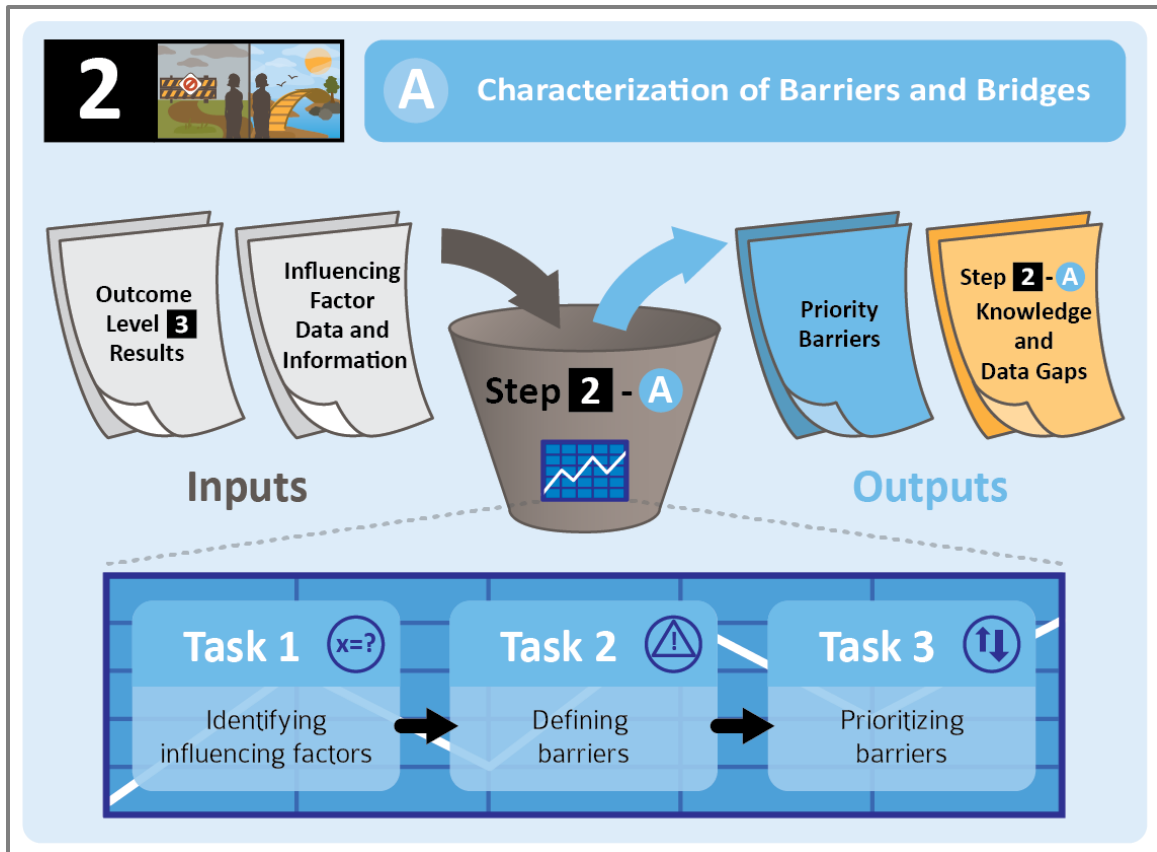 2
A Characterization of Barriers and Bridges
Outcome
Level 3
Results
Influencing
Factor
Data and
Information
Step 2 - A
Priority
Barriers
Step 2 - A
Knowledge
and
Data Gaps
Inputs
Outputs
Task 1
x=?
Identifying
influencing factors
Task 2
!
Defining
barriers
Task 3
Prioritizing
barriers